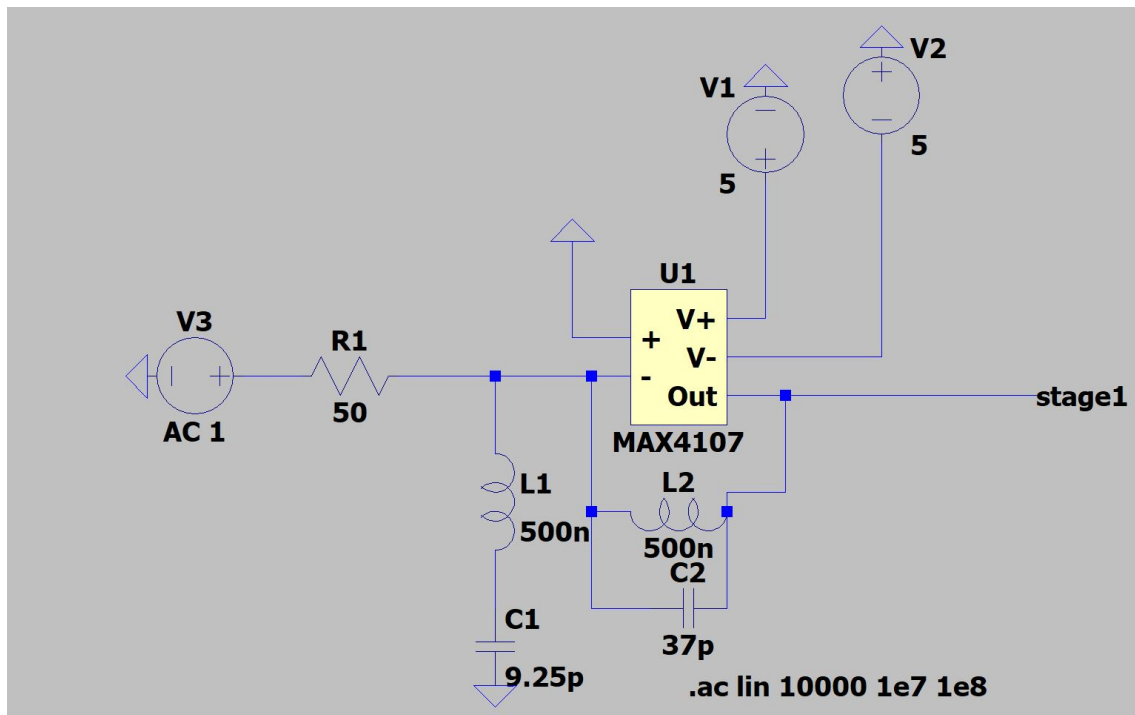 V2
V1
5
5
U1
V3
R1
+
V+
V-
-
Out
stage1
50
AC 1
MAX4107
L1
L2
500n
500n
C2
C1
37p
9.25p
.ac lin 10000 1e7 1e8